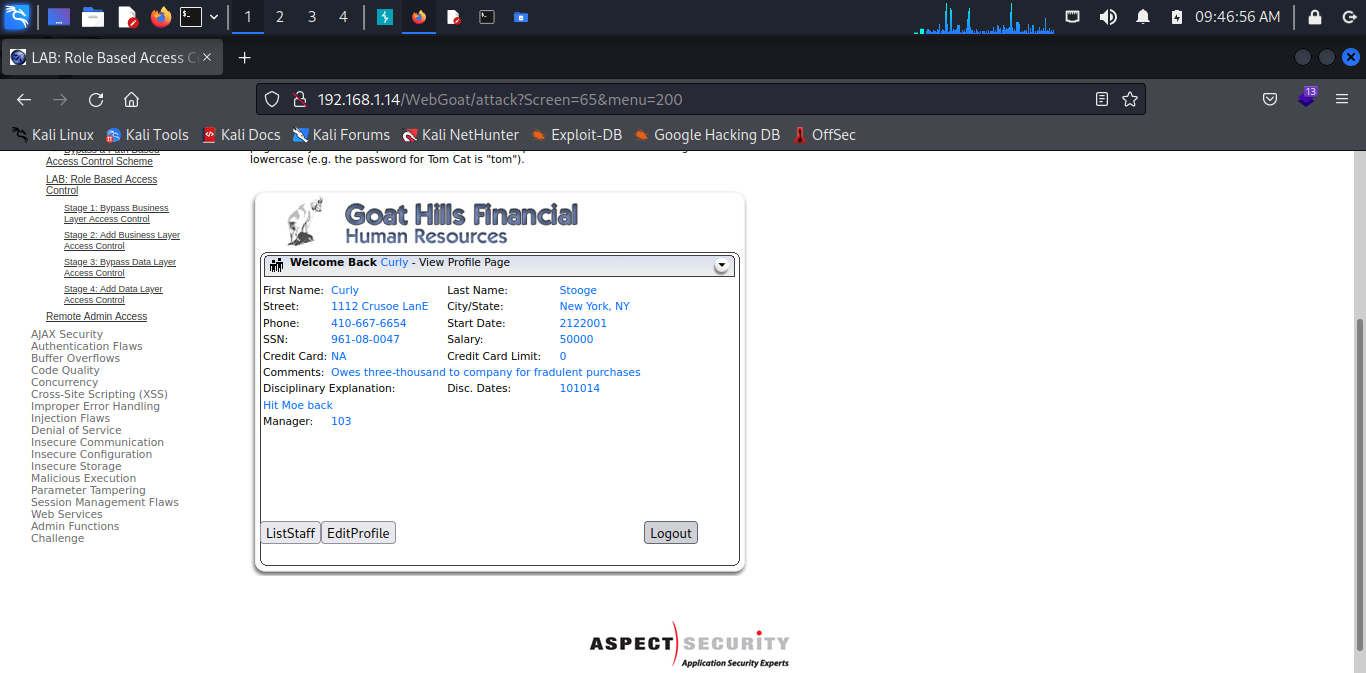 1 2 3 4 09:46:56 AM
LAB: Role Based Access C
192.168.1.14/WebGoat/attack?Screen=65&menu=200
13
Kali Linux Kali Tools Kali Docs Kali Forums Kali NetHunter Exploit-DB Google Hacking DB OffSec
Bypass a Path Based
Access Control Scheme
LAB: Role Based Access
Control
Stage 1: Bypass Business
Layer Access Control
Stage 2: Add Business Layer
Access Control
Stage 3: Bypass Data Layer
Access Control
Stage 4: Add Data Layer
Access Control
Remote Admin Access
AJAX Security
Authentication Flaws
Buffer Overflows
Code Quality
Concurrency
Cross-Site Scripting (XSS)
Improper Error Handling
Injection Flaws
Denial of Service
Insecure Communication
Insecure Configuration
Insecure Storage
Malicious Execution
Parameter Tampering
Session Management Flaws
Web Services
Admin Functions
Challenge
lowercase (e.g. the password for Tom Cat is "tom").
Goat Hills Financial
Human Resources
Welcome Back Curly - View Profile Page
First Name: Curly Last Name: Stooge
Street: 1112 Crusoe LanE City/State: New York, NY
Phone: 410-667-6654 Start Date: 2122001
SSN: 961-08-0047 Salary: 50000
Credit Card: NA Credit Card Limit: 0
Comments: Owes three-thousand to company for fradulent purchases
Disciplinary Explanation: Disc. Dates: 101014
Hit Moe back
Manager: 103
ListStaff EditProfile Logout
ASPECT SECURITY
Application Security Experts